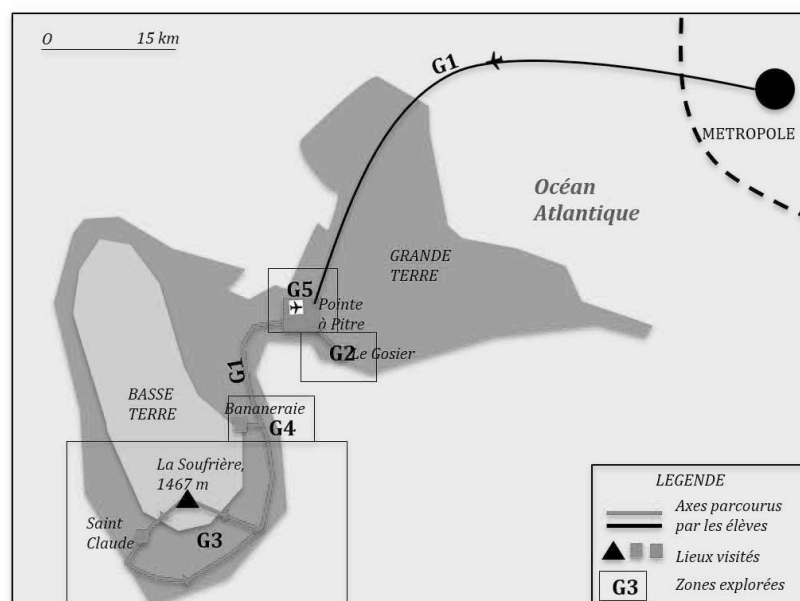 0 15 km
G1
METROPOLE
Océan
Atlantique
GRANDE
TERRE
G5
Pointe
à Pitre
G2 Le Gosier
G1
BASSE
TERRE
Bananeraie
G4
La Soufrière,
1467 m
Saint
Claude
G3
LEGENDE
Axes parcourus
par les élèves
Lieux visités
G3 Zones explorées